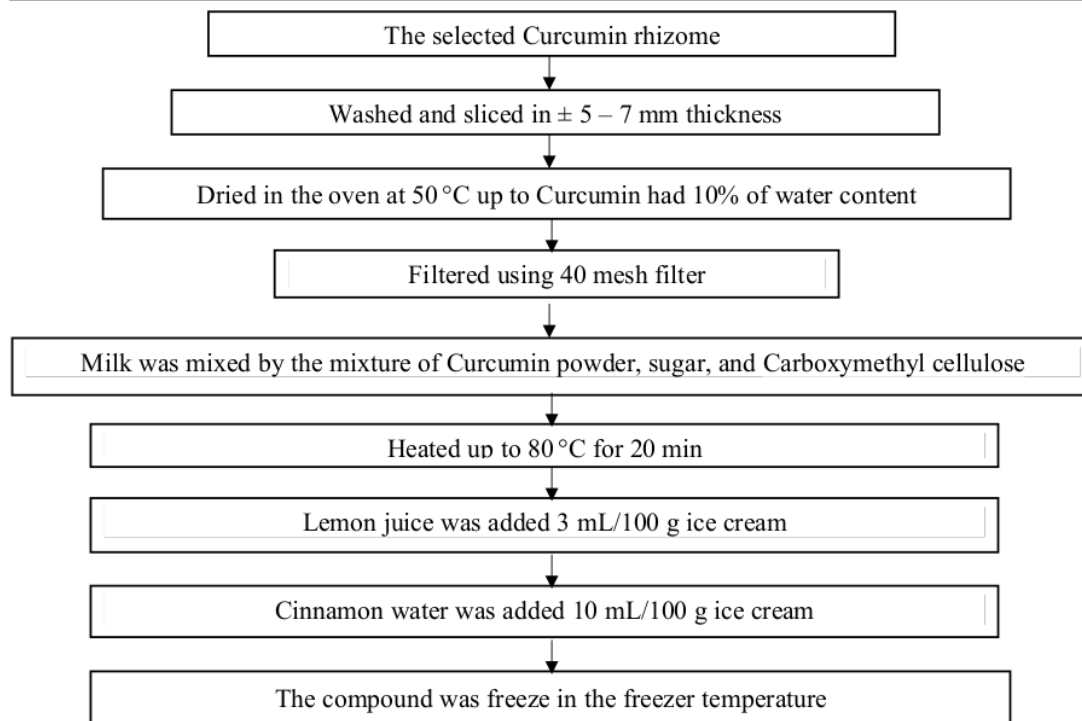 The selected Curcumin rhizome
Washed and sliced in ± 5 – 7 mm thickness
Dried in the oven at 50 °C up to Curcumin had 10% of water content
Filtered using 40 mesh filter
Milk was mixed by the mixture of Curcumin powder, sugar, and Carboxymethyl cellulose
Heated up to 80 °C for 20 min
Lemon juice was added 3 mL/100 g ice cream
Cinnamon water was added 10 mL/100 g ice cream
The compound was freeze in the freezer temperature